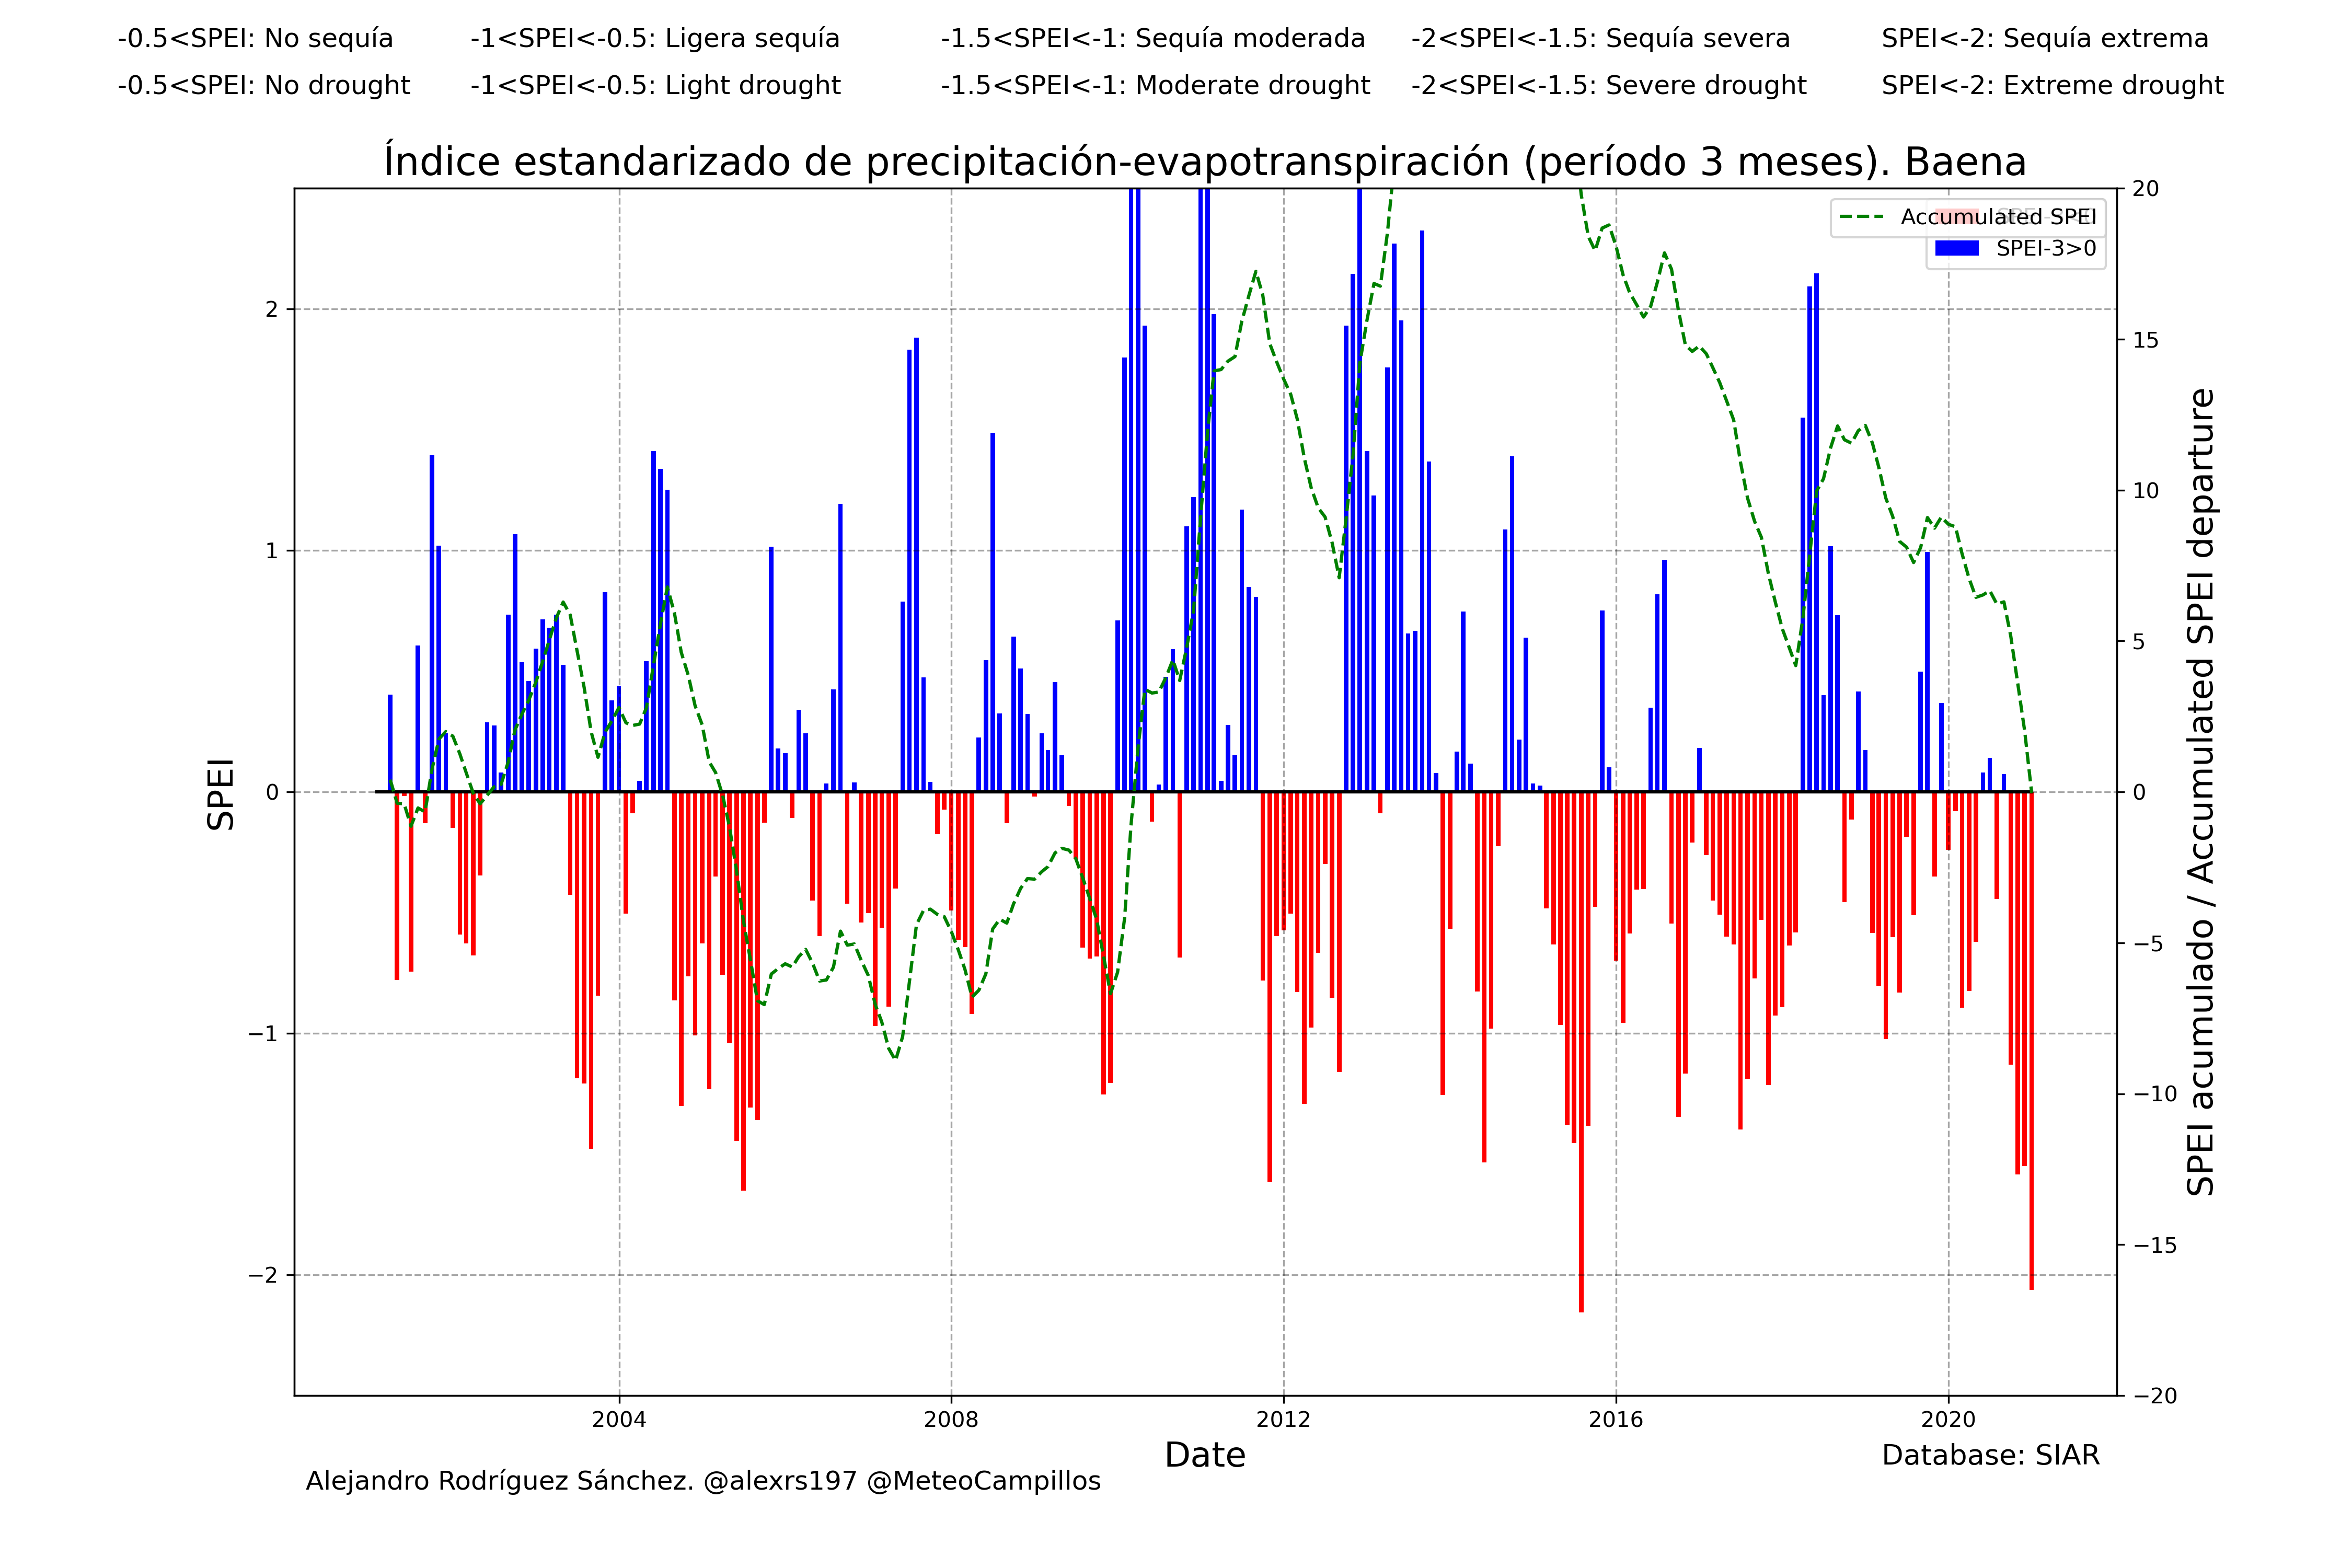 -0.5<SPEI: No sequía -1<SPEI<-0.5: Ligera sequía -1.5<SPEI<-1: Sequía moderada -2<SPEI<-1.5: Sequía severa SPEI<-2: Sequía extrema
-0.5<SPEI: No drought -1<SPEI<-0.5: Light drought -1.5<SPEI<-1: Moderate drought -2<SPEI<-1.5: Severe drought SPEI<-2: Extreme drought
Índice estandarizado de precipitación-evapotranspiración (período 3 meses). Baena
Accumulated SPEI
SPEI-3>0
SPEI
2
1
0
−1
−2
20
15
10
5
0
−5
−10
−15
−20
SPEI acumulado / Accumulated SPEI departure
2004 2008 2012 2016 2020
Date
Database: SIAR
Alejandro Rodríguez Sánchez. @alexrs197 @MeteoCampillos